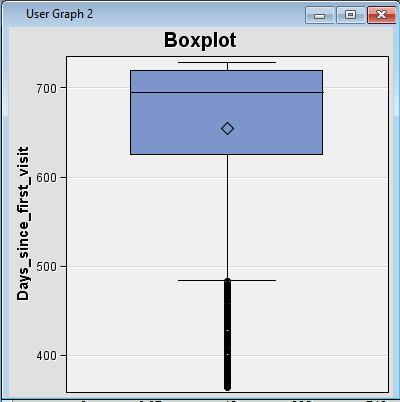 User Graph 2
Boxplot
Days_since_first_visit
700
600
500
400